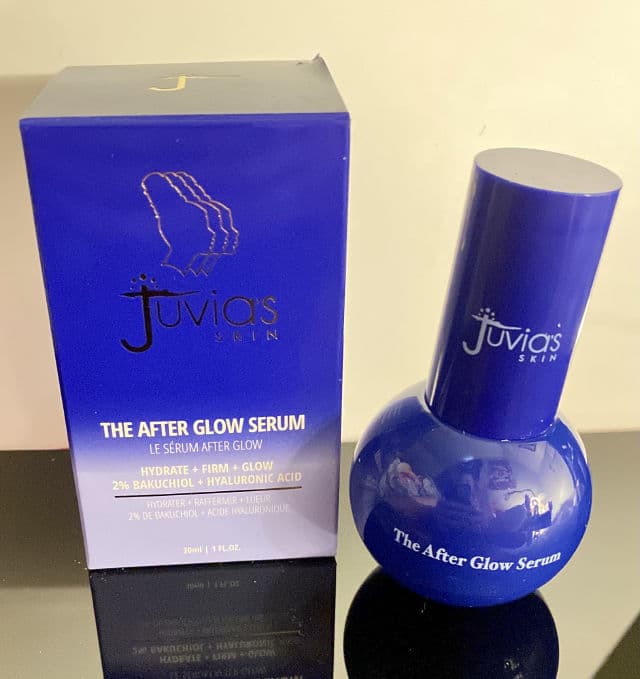 J
Juvia's
SKIN
THE AFTER GLOW SERUM
LE SÉRUM AFTER GLOW
HYDRATE + FIRM + GLOW
2% BAKUCHIOL + HYALURONIC ACID
HYDRATER + RAFFERMIR + LUEUR
2% DE BAKUCHIOL + ACIDE HYALURONIQUE
30ml | 1 FL.OZ.
Juvia's
SKIN
The After Glow Serum